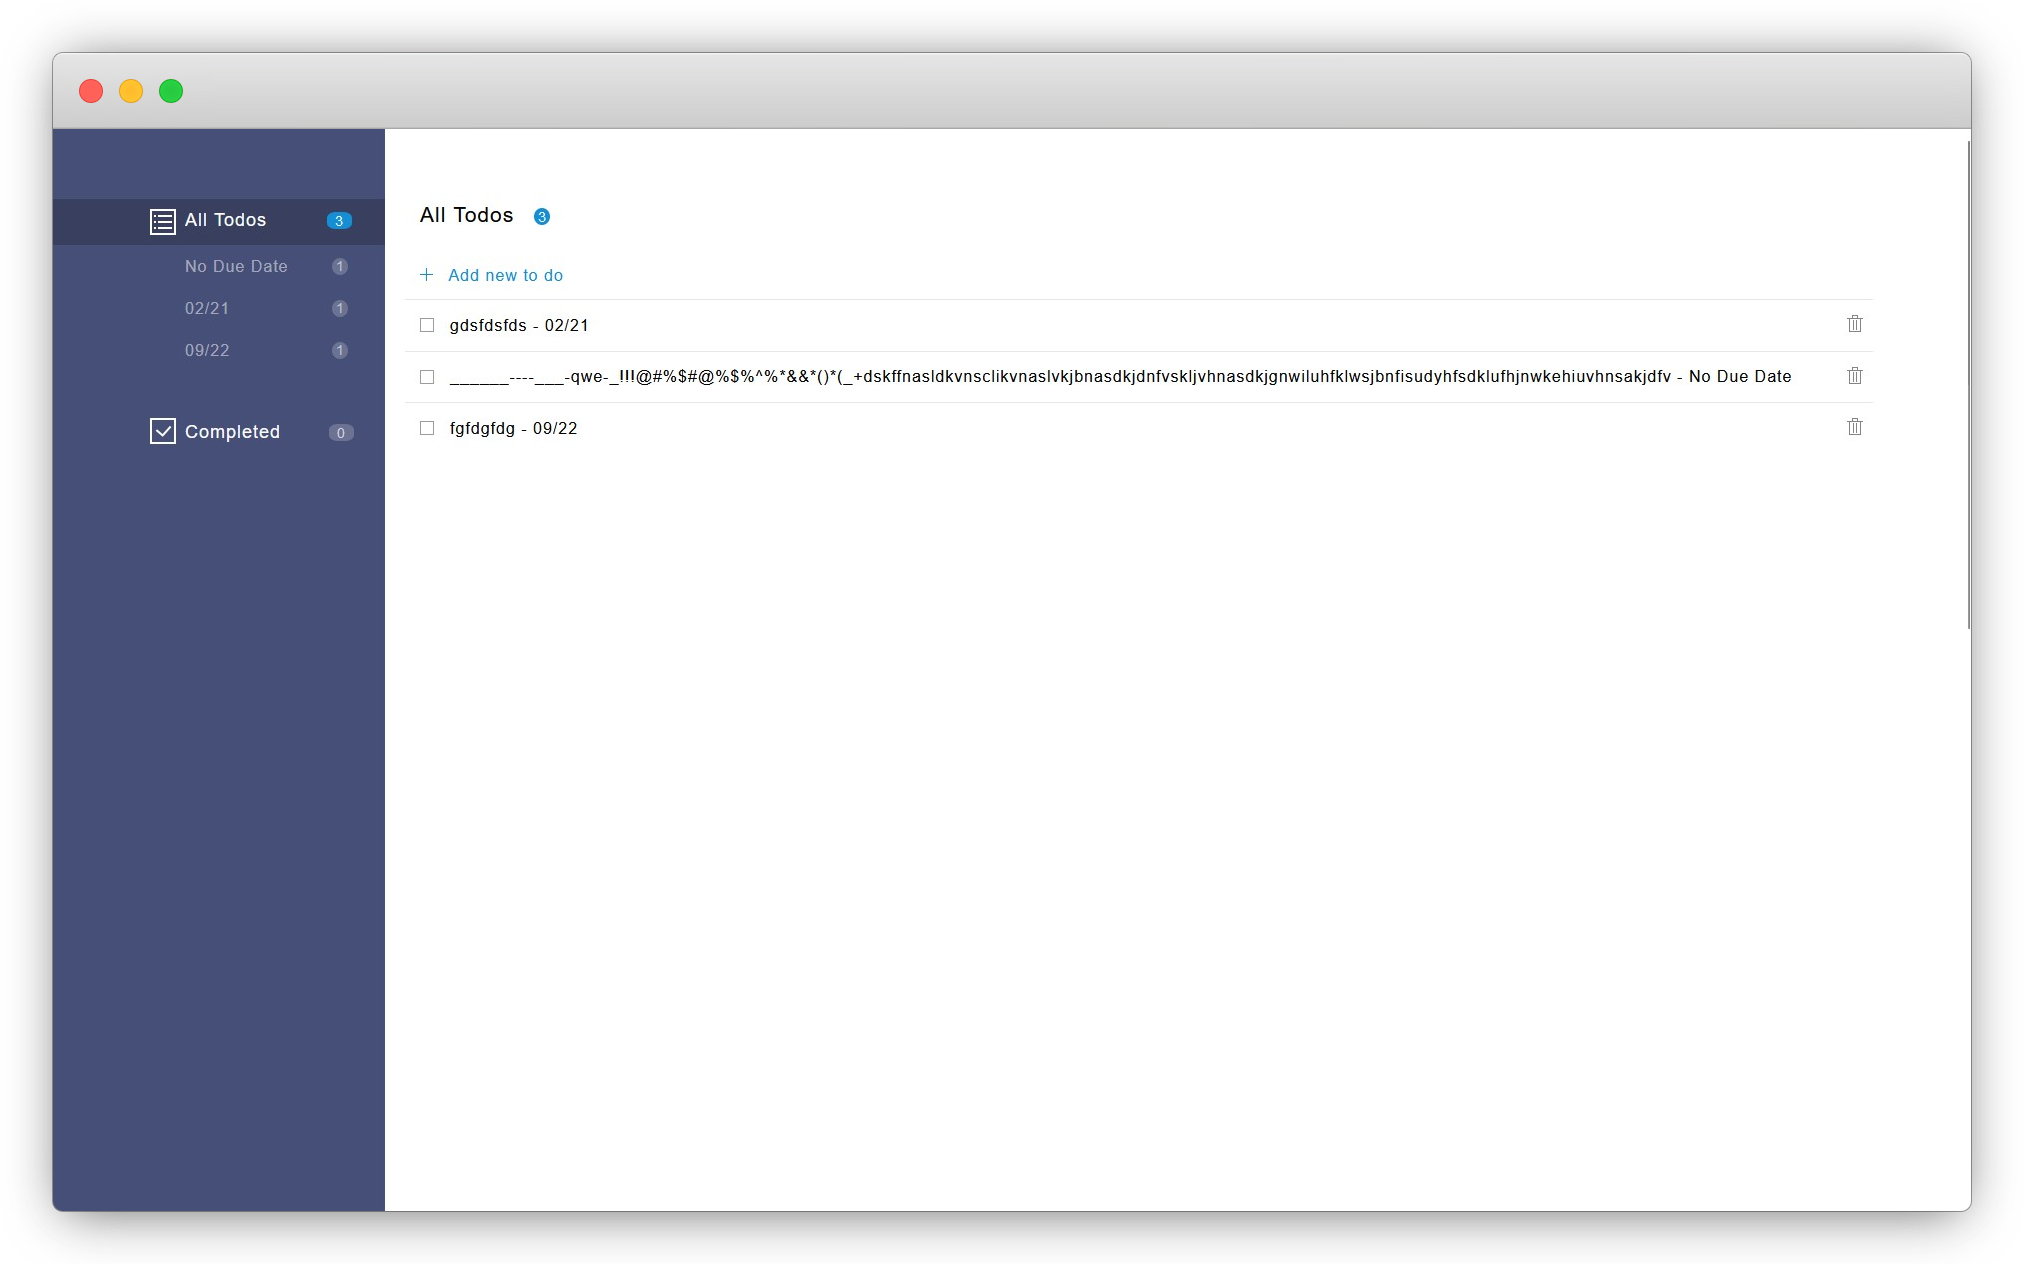 All Todos 3
No Due Date 1
02/21 1
09/22 1
Completed 0
All Todos 3
+ Add new to do
gdsfdsfds - 02/21
______----___-qwe-_!!!@#%$#@%$%^%*&&*()*(_+dskffnasldkvnsclikvnaslvkjbnasdkjdnfvskljvhnasdkjgnwiluhfklwsjbnfisudyhfsdklufhjnwkehiuvhnsakjdfv - No Due Date
fgfdgfdg - 09/22